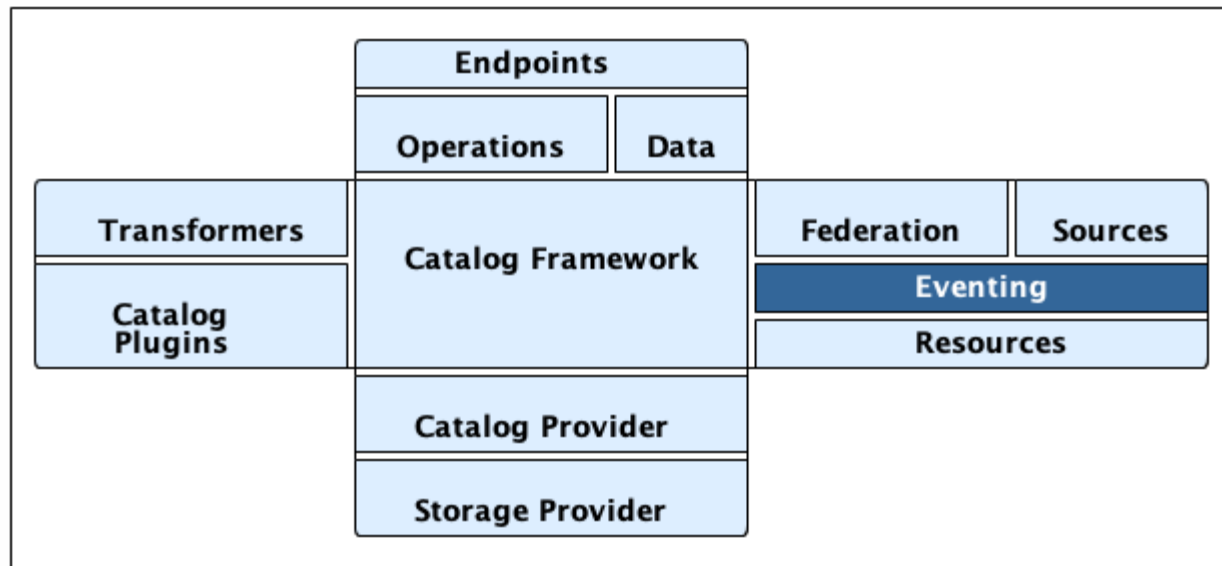 Endpoints
Operations
Data
Transformers
Catalog Framework
Federation
Sources
Eventing
Catalog
Plugins
Resources
Catalog Provider
Storage Provider